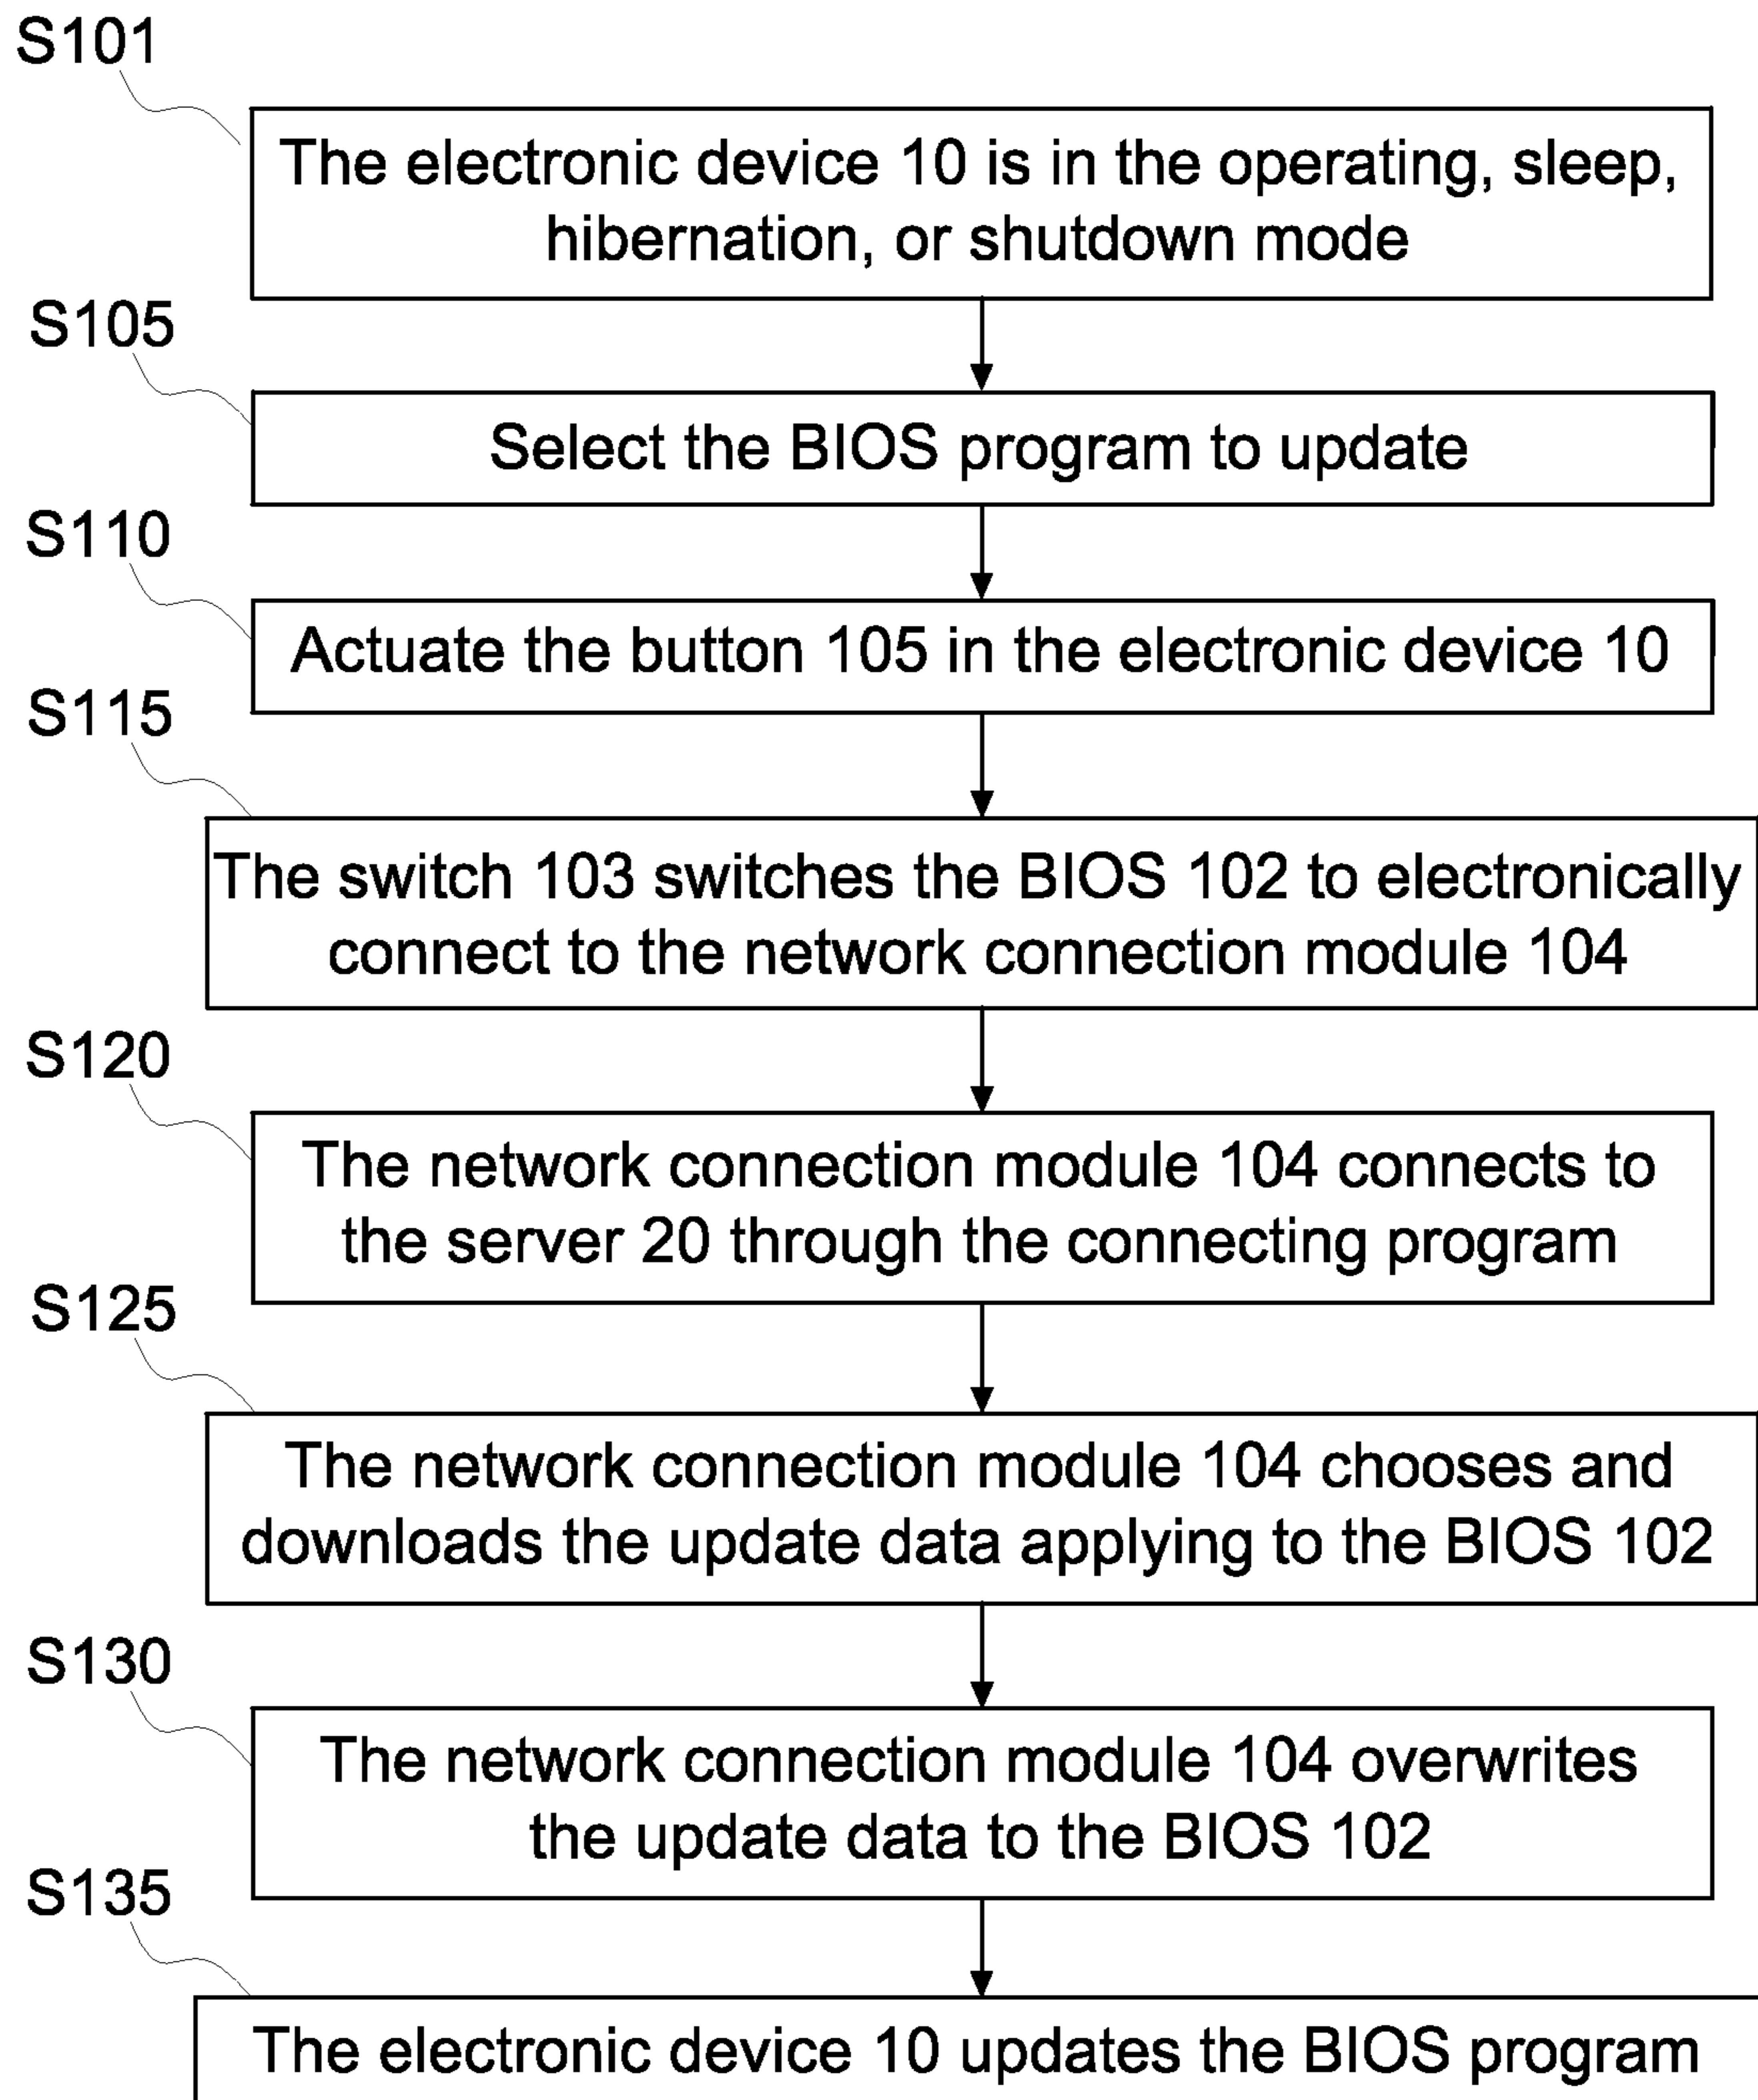 S101
The electronic device 10 is in the operating, sleep,
hibernation, or shutdown mode
S105
Select the BIOS program to update
S110
Actuate the button 105 in the electronic device 10
S115
The switch 103 switches the BIOS 102 to electronically
connect to the network connection module 104
S120
The network connection module 104 connects to
the server 20 through the connecting program
S125
The network connection module 104 chooses and
downloads the update data applying to the BIOS 102
S130
The network connection module 104 overwrites
the update data to the BIOS 102
S135
The electronic device 10 updates the BIOS program